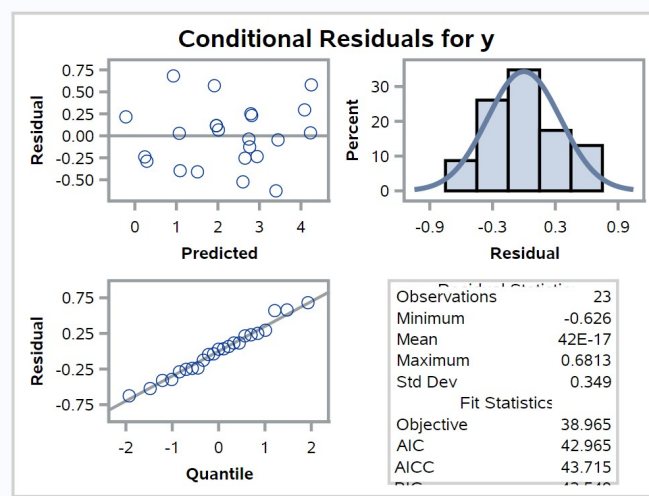 Conditional Residuals for y
0.75
0.50
0.25
0.00
-0.25
-0.50
Residual
0 1 2 3 4
Predicted
30
20
10
0
Percent
-0.9 -0.3 0.3 0.9
Residual
0.75
0.25
-0.25
-0.75
Residual
-2 -1 0 1 2
Quantile
Observations 23
Minimum -0.626
Mean 42E-17
Maximum 0.6813
Std Dev 0.349
Fit Statistics
Objective 38.965
AIC 42.965
AICC 43.715